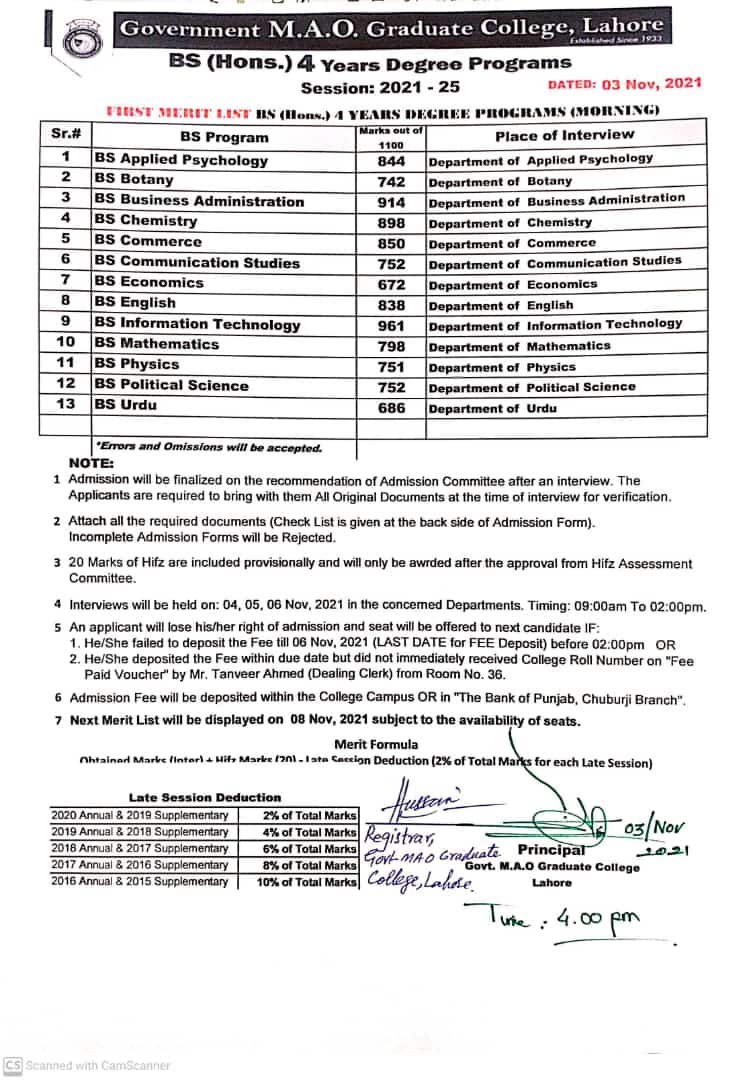 Government M.A.O. Graduate College, Lahore
Established Since 1933
BS (Hons.) 4 Years Degree Programs
Session: 2021 - 25
DATED: 03 Nov, 2021
FIRST MERIT LIST BS (Hons.) 4 YEARS DEGREE PROGRAMS (MORNING)
Sr.# BS Program Marks out of 1100 Place of Interview
1 BS Applied Psychology 844 Department of Applied Psychology
2 BS Botany 742 Department of Botany
3 BS Business Administration 914 Department of Business Administration
4 BS Chemistry 898 Department of Chemistry
5 BS Commerce 850 Department of Commerce
6 BS Communication Studies 752 Department of Communication Studies
7 BS Economics 672 Department of Economics
8 BS English 838 Department of English
9 BS Information Technology 961 Department of Information Technology
10 BS Mathematics 798 Department of Mathematics
11 BS Physics 751 Department of Physics
12 BS Political Science 752 Department of Political Science
13 BS Urdu 686 Department of Urdu
*Errors and Omissions will be accepted.
NOTE:
1 Admission will be finalized on the recommendation of Admission Committee after an interview. The
Applicants are required to bring with them All Original Documents at the time of interview for verification.
2 Attach all the required documents (Check List is given at the back side of Admission Form).
Incomplete Admission Forms will be Rejected.
3 20 Marks of Hifz are included provisionally and will only be awrded after the approval from Hifz Assessment
Committee.
4 Interviews will be held on: 04, 05, 06 Nov, 2021 in the concerned Departments. Timing: 09:00am To 02:00pm.
5 An applicant will lose his/her right of admission and seat will be offered to next candidate IF:
1. He/She failed to deposit the Fee till 06 Nov, 2021 (LAST DATE for FEE Deposit) before 02:00pm OR
2. He/She deposited the Fee within due date but did not immediately received College Roll Number on "Fee
Paid Voucher" by Mr. Tanveer Ahmed (Dealing Clerk) from Room No. 36.
6 Admission Fee will be deposited within the College Campus OR in "The Bank of Punjab, Chuburji Branch".
7 Next Merit List will be displayed on 08 Nov, 2021 subject to the availability of seats.
Merit Formula
Obtained Marks (Inter) + Hifz Marks (20) - Late Session Deduction (2% of Total Marks for each Late Session)
Late Session Deduction
2020 Annual & 2019 Supplementary 2% of Total Marks
2019 Annual & 2018 Supplementary 4% of Total Marks
2018 Annual & 2017 Supplementary 6% of Total Marks
2017 Annual & 2016 Supplementary 8% of Total Marks
2016 Annual & 2015 Supplementary 10% of Total Marks
Hussain
Registrar,
Govt-MAO Graduate
College, Lahore.
03/Nov
2021
Principal
Govt. M.A.O Graduate College
Lahore
Time : 4.00 pm
CS Scanned with CamScanner